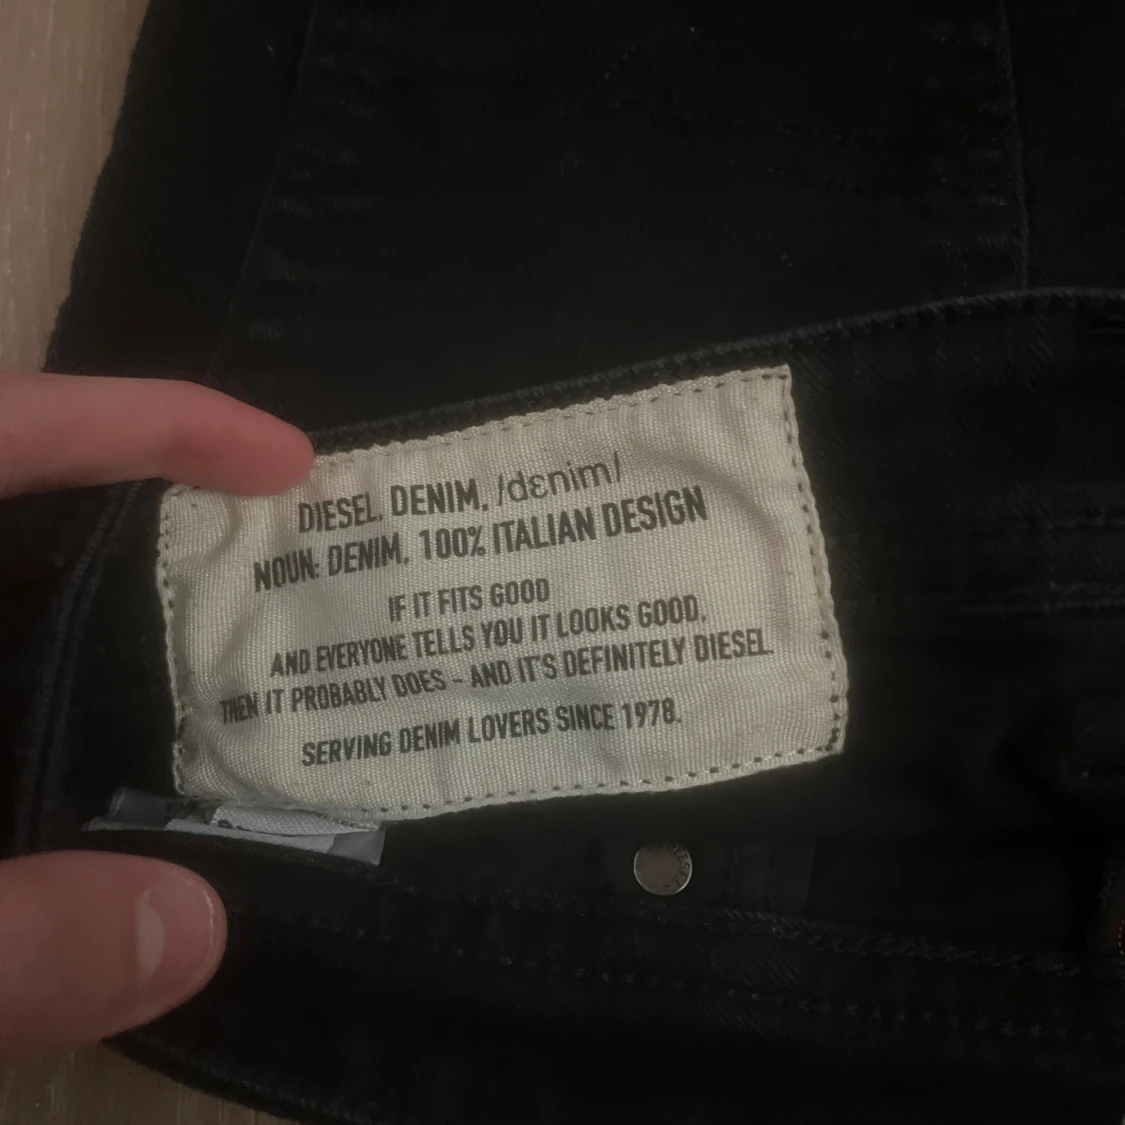 DIESEL, DENIM, /dɛnim/
NOUN: DENIM, 100% ITALIAN DESIGN
IF IT FITS GOOD
AND EVERYONE TELLS YOU IT LOOKS GOOD,
THEN IT PROBABLY DOES - AND IT'S DEFINITELY DIESEL
SERVING DENIM LOVERS SINCE 1978.
DIESEL